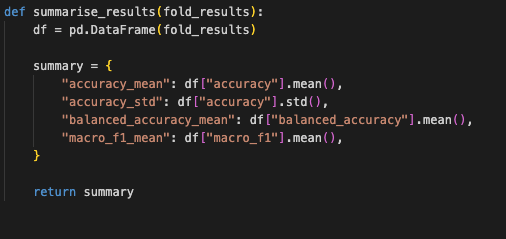 def summarise_results(fold_results):
    df = pd.DataFrame(fold_results)

    summary = {
        "accuracy_mean": df["accuracy"].mean(),
        "accuracy_std": df["accuracy"].std(),
        "balanced_accuracy_mean": df["balanced_accuracy"].mean(),
        "macro_f1_mean": df["macro_f1"].mean(),
    }

    return summary